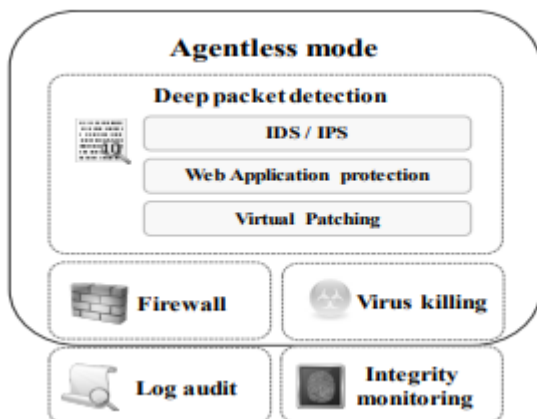 Agentless mode
Deep packet detection
IDS / IPS
Web Application protection
Virtual Patching
Firewall
Virus killing
Log audit
Integrity
monitoring